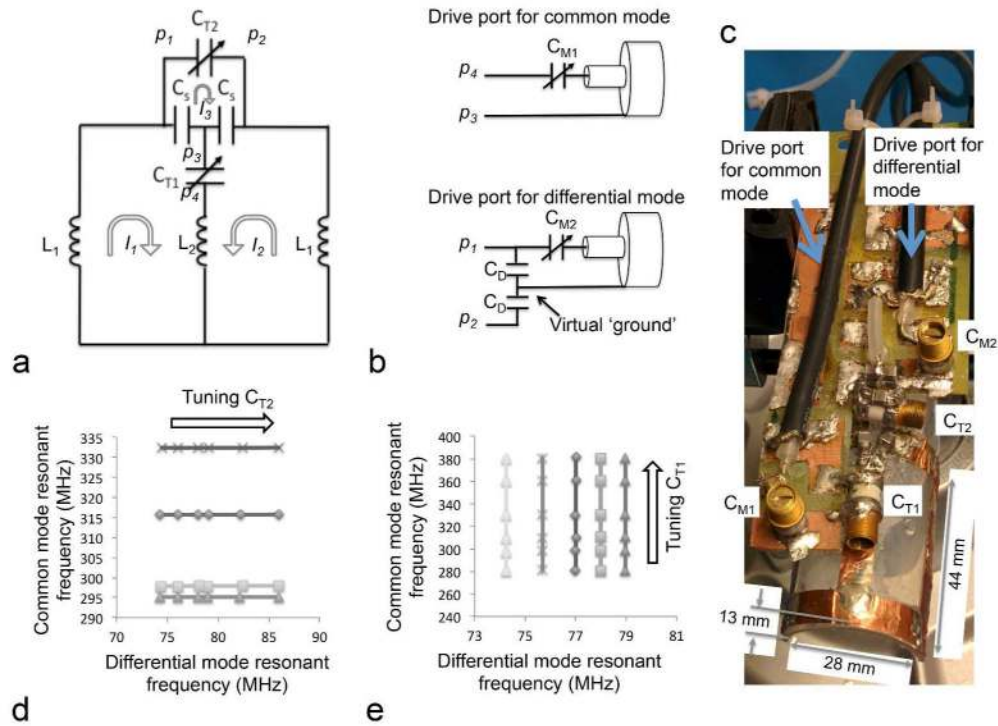 C_T2
p_1
p_2
C_s
C_s
I_3
p_3
C_T1
p_4
L_1
I_1
L_2
I_2
L_1
a
Drive port for common mode
C_M1
p_4
p_3
Drive port for differential mode
C_M2
p_1
C_D
C_D
p_2
Virtual 'ground'
b
c
Drive port
for common
mode
Drive port for
differential
mode
C_M2
C_T2
C_M1
C_T1
44 mm
13 mm
28 mm
Tuning C_T2
Common mode resonant
frequency (MHz)
335
330
325
320
315
310
305
300
295
290
70 75 80 85 90
Differential mode resonant
frequency (MHz)
d
Common mode resonant
frequency (MHz)
400
380
360
340
320
300
280
260
240
Tuning C_T1
73 75 77 79 81
Differential mode resonant
frequency (MHz)
e